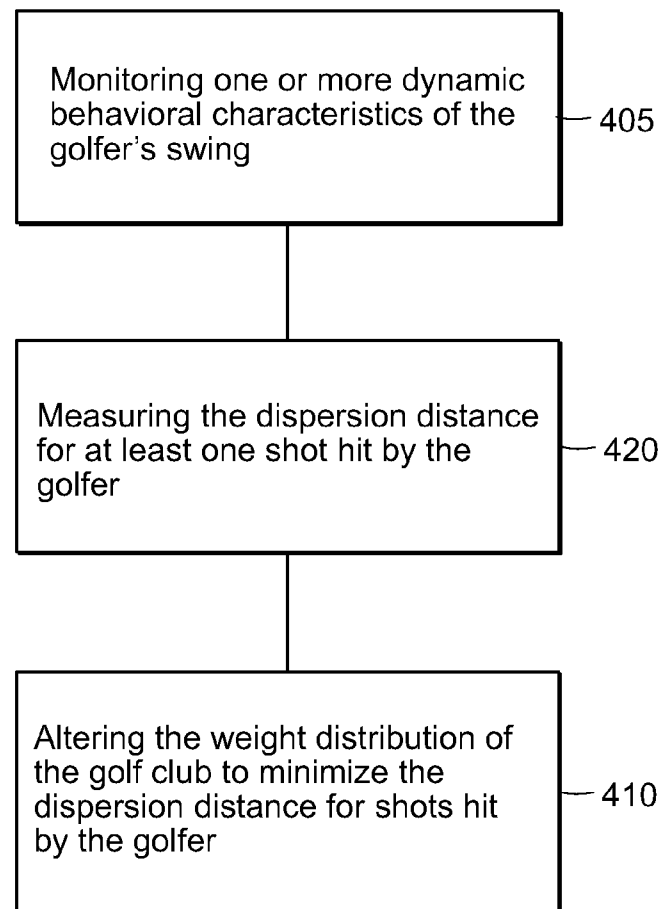 Monitoring one or more dynamic
behavioral characteristics of the
golfer's swing
405
Measuring the dispersion distance
for at least one shot hit by the
golfer
420
Altering the weight distribution of
the golf club to minimize the
dispersion distance for shots hit
by the golfer
410